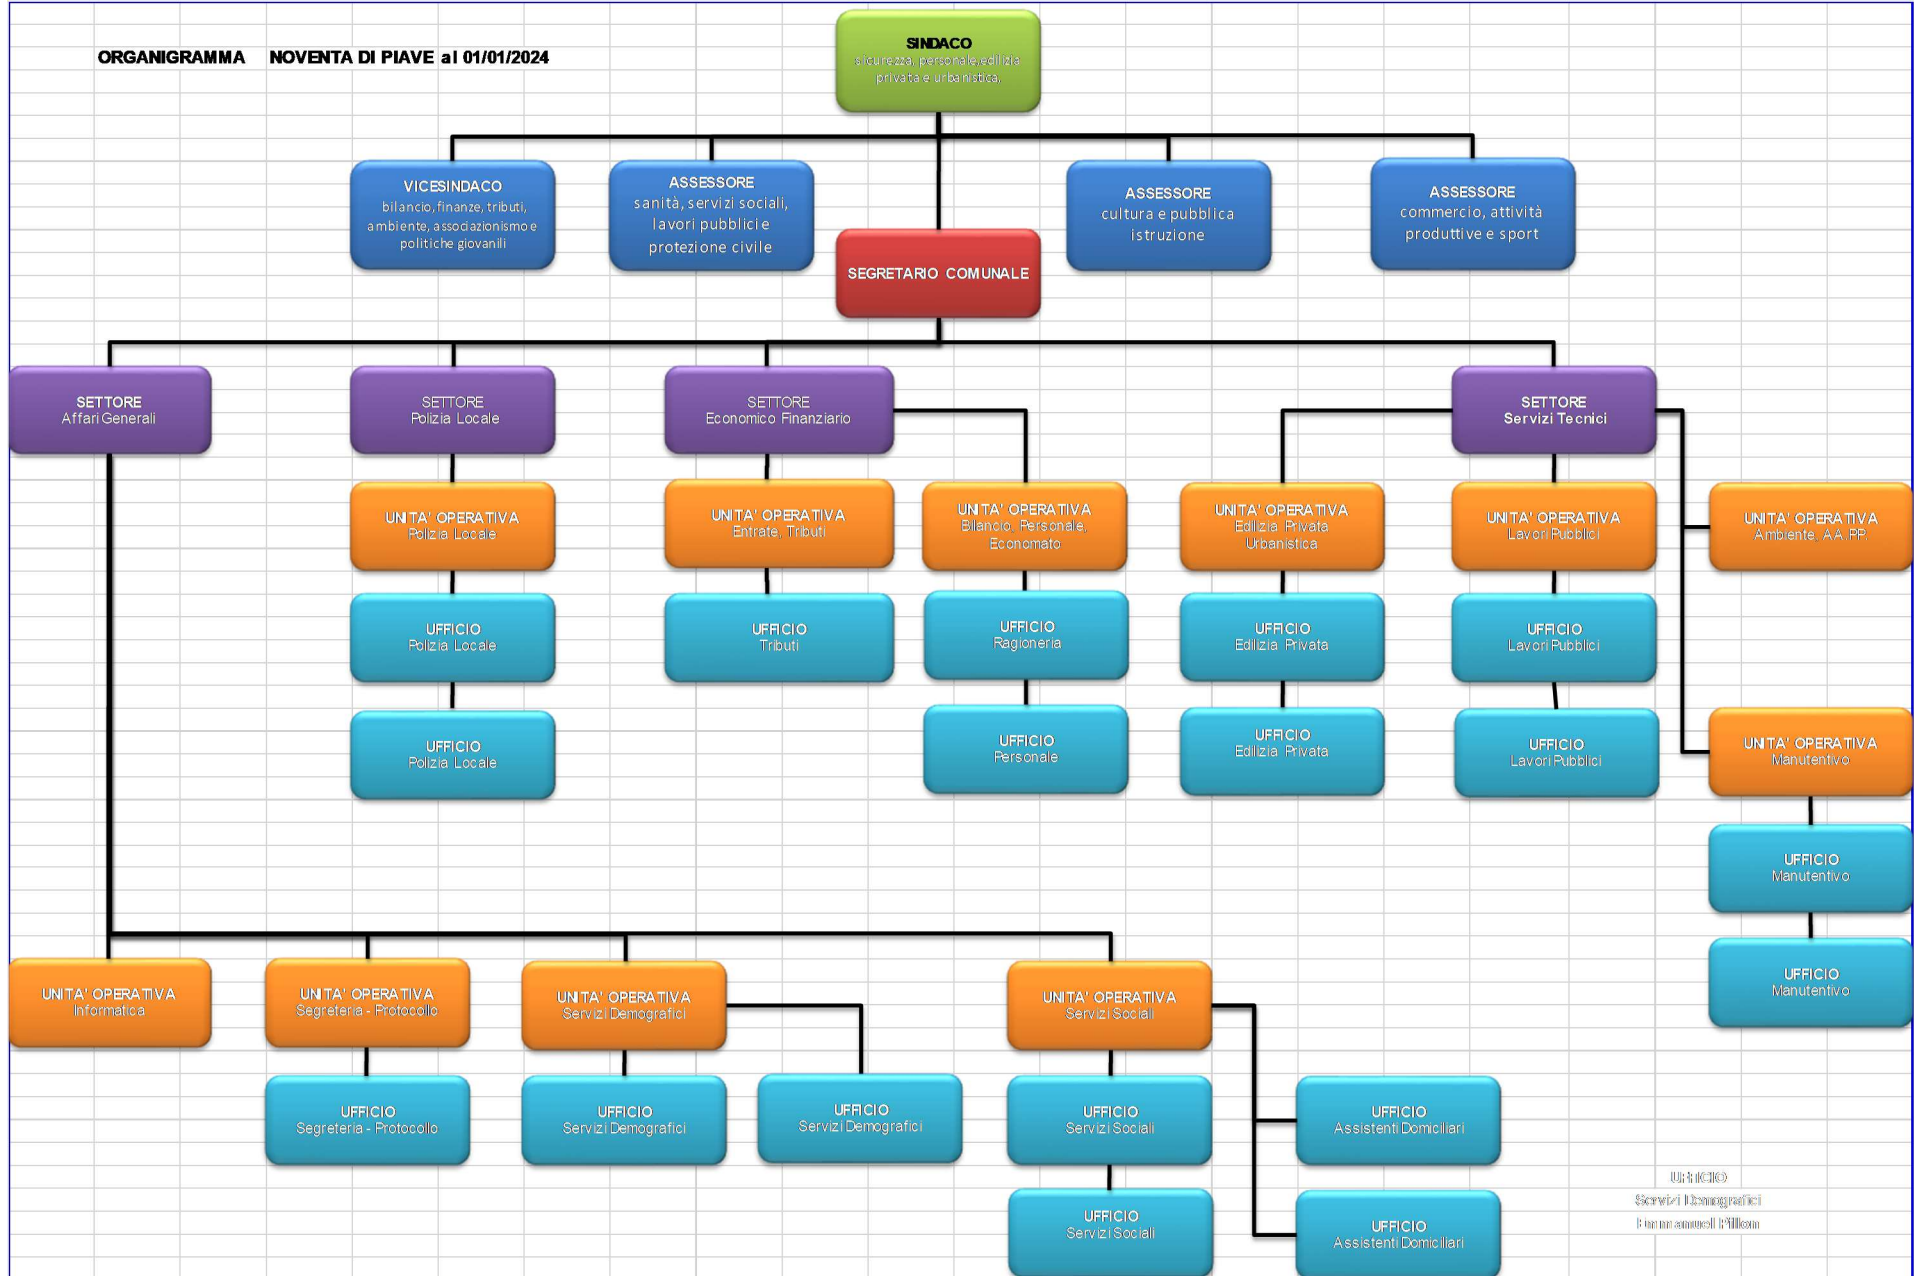 ORGANIGRAMMA NOVENTA DI PIAVE al 01/01/2024
SINDACO
sicurezza, personale,edilizia
privata e urbanistica.
VICESINDACO
bilancio, finanze, tributi,
ambiente, associazionismo e
politiche giovanili
ASSESSORE
sanità, servizi sociali,
lavori pubblici e
protezione civile
ASSESSORE
cultura e pubblica
istruzione
ASSESSORE
commercio, attività
produttive e sport
SEGRETARIO COMUNALE
SETTORE
Affari Generali
SETTORE
Polizia Locale
SETTORE
Economico Finanziario
SETTORE
Servizi Tecnici
UNITA' OPERATIVA
Polizia Locale
UNITA' OPERATIVA
Entrate, Tributi
UNITA' OPERATIVA
Bilancio, Personale,
Economato
UNITA' OPERATIVA
Edilizia Privata
Urbanistica
UNITA' OPERATIVA
Lavori Pubblici
UNITA' OPERATIVA
Ambiente, AA.PP.
UFFICIO
Polizia Locale
UFFICIO
Tributi
UFFICIO
Ragioneria
UFFICIO
Edilizia Privata
UFFICIO
Lavori Pubblici
UFFICIO
Polizia Locale
UFFICIO
Personale
UFFICIO
Edilizia Privata
UFFICIO
Lavori Pubblici
UNITA' OPERATIVA
Manutentivo
UFFICIO
Manutentivo
UFFICIO
Manutentivo
UNITA' OPERATIVA
Informatica
UNITA' OPERATIVA
Segreteria - Protocollo
UNITA' OPERATIVA
Servizi Demografici
UNITA' OPERATIVA
Servizi Sociali
UFFICIO
Segreteria - Protocollo
UFFICIO
Servizi Demografici
UFFICIO
Servizi Demografici
UFFICIO
Servizi Sociali
UFFICIO
Assistenti Domiciliari
UFFICIO
Servizi Sociali
UFFICIO
Assistenti Domiciliari
UFFICIO
Servizi Demografici
Emmanuel Pillon